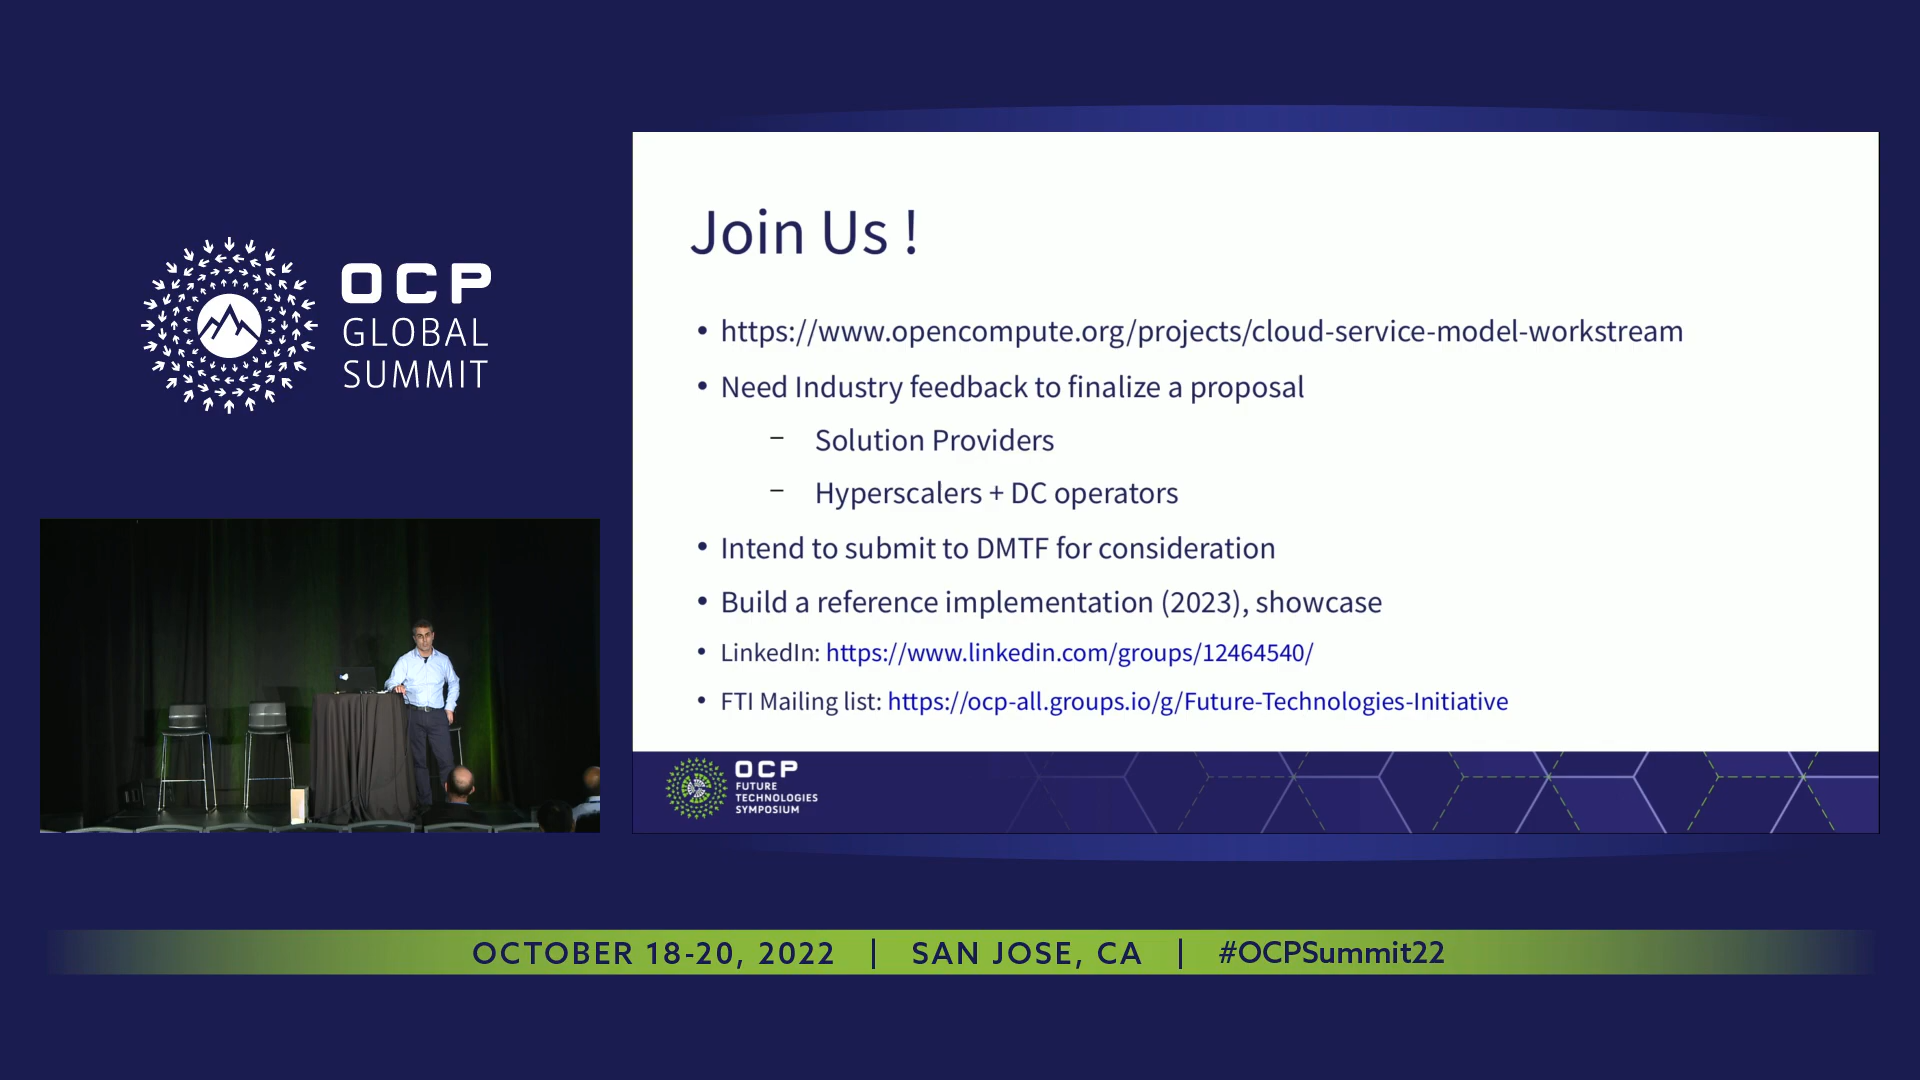 OCP
GLOBAL
SUMMIT
Join Us !
• https://www.opencompute.org/projects/cloud-service-model-workstream
• Need Industry feedback to finalize a proposal
– Solution Providers
– Hyperscalers + DC operators
• Intend to submit to DMTF for consideration
• Build a reference implementation (2023), showcase
• LinkedIn: https://www.linkedin.com/groups/12464540/
• FTI Mailing list: https://ocp-all.groups.io/g/Future-Technologies-Initiative
OCP
FUTURE
TECHNOLOGIES
SYMPOSIUM
OCTOBER 18-20, 2022 | SAN JOSE, CA | #OCPSummit22